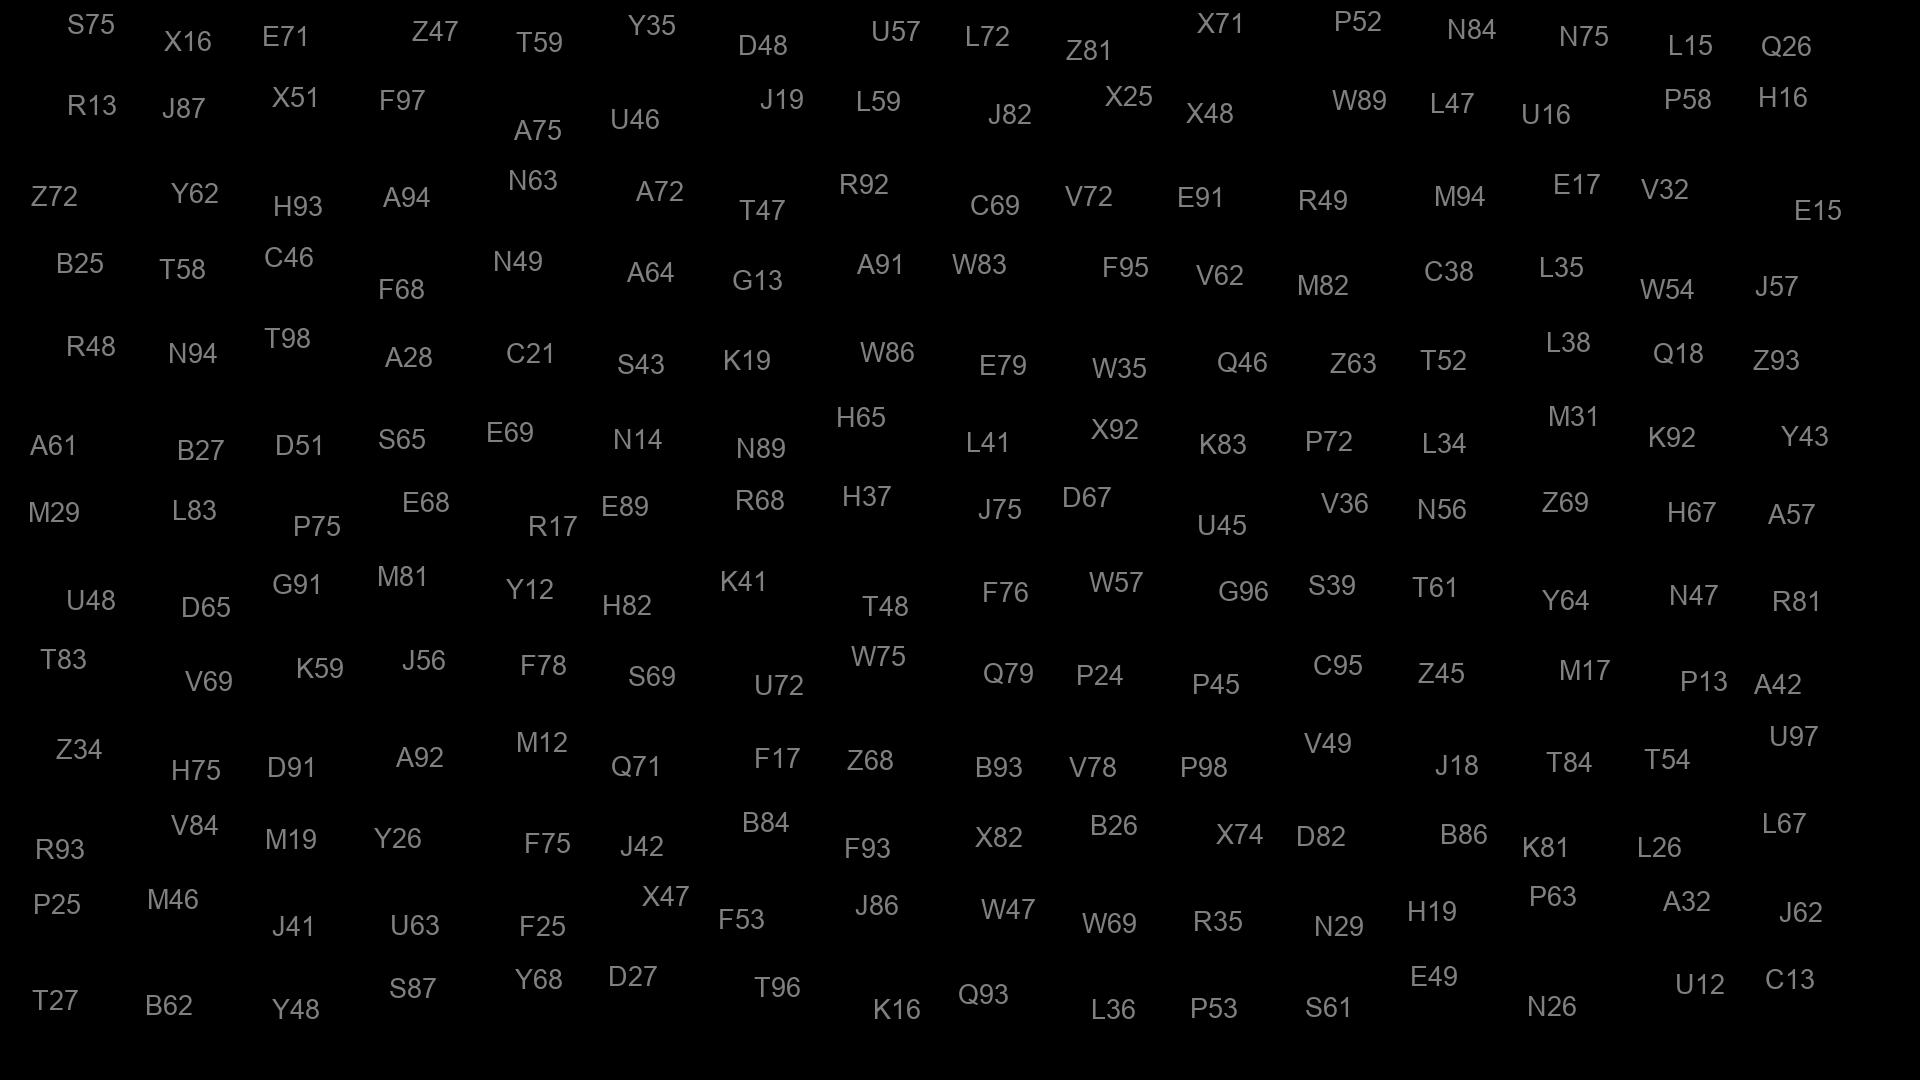 S75 X16 E71 Z47 T59 Y35 D48 U57 L72 Z81 X71 P52 N84 N75 L15 Q26
R13 J87 X51 F97 A75 U46 J19 L59 J82 X25 X48 W89 L47 U16 P58 H16
Z72 Y62 H93 A94 N63 A72 T47 R92 C69 V72 E91 R49 M94 E17 V32 E15
B25 T58 C46 F68 N49 A64 G13 A91 W83 F95 V62 M82 C38 L35 W54 J57
R48 N94 T98 A28 C21 S43 K19 W86 E79 W35 Q46 Z63 T52 L38 Q18 Z93
A61 B27 D51 S65 E69 N14 N89 H65 L41 X92 K83 P72 L34 M31 K92 Y43
M29 L83 P75 E68 R17 E89 R68 H37 J75 D67 U45 V36 N56 Z69 H67 A57
U48 D65 G91 M81 Y12 H82 K41 T48 F76 W57 G96 S39 T61 Y64 N47 R81
T83 V69 K59 J56 F78 S69 U72 W75 Q79 P24 P45 C95 Z45 M17 P13 A42
Z34 H75 D91 A92 M12 Q71 F17 Z68 B93 V78 P98 V49 J18 T84 T54 U97
R93 V84 M19 Y26 F75 J42 B84 F93 X82 B26 X74 D82 B86 K81 L26 L67
P25 M46 J41 U63 F25 X47 F53 J86 W47 W69 R35 N29 H19 P63 A32 J62
T27 B62 Y48 S87 Y68 D27 T96 K16 Q93 L36 P53 S61 E49 N26 U12 C13